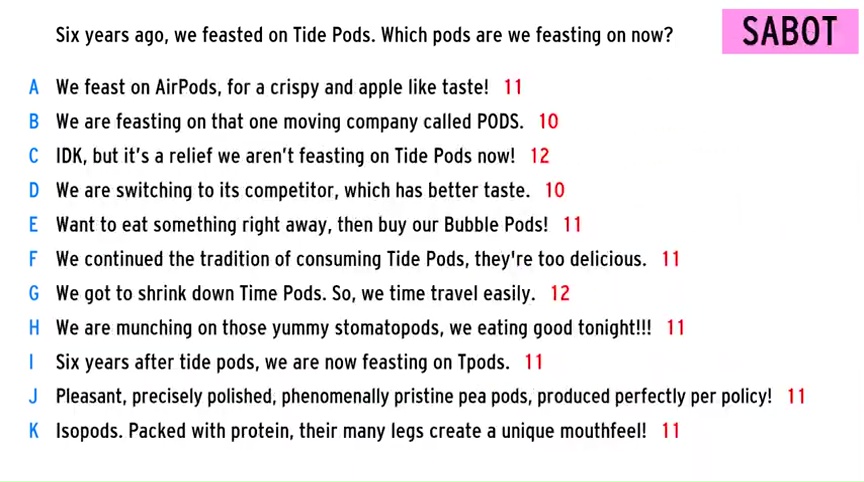 Six years ago, we feasted on Tide Pods. Which pods are we feasting on now?
SABOT
A We feast on AirPods, for a crispy and apple like taste! 11
B We are feasting on that one moving company called PODS. 10
C IDK, but it's a relief we aren't feasting on Tide Pods now! 12
D We are switching to its competitor, which has better taste. 10
E Want to eat something right away, then buy our Bubble Pods! 11
F We continued the tradition of consuming Tide Pods, they're too delicious. 11
G We got to shrink down Time Pods. So, we time travel easily. 12
H We are munching on those yummy stomatopods, we eating good tonight!!! 11
I Six years after tide pods, we are now feasting on Tpods. 11
J Pleasant, precisely polished, phenomenally pristine pea pods, produced perfectly per policy! 11
K Isopods. Packed with protein, their many legs create a unique mouthfeel! 11